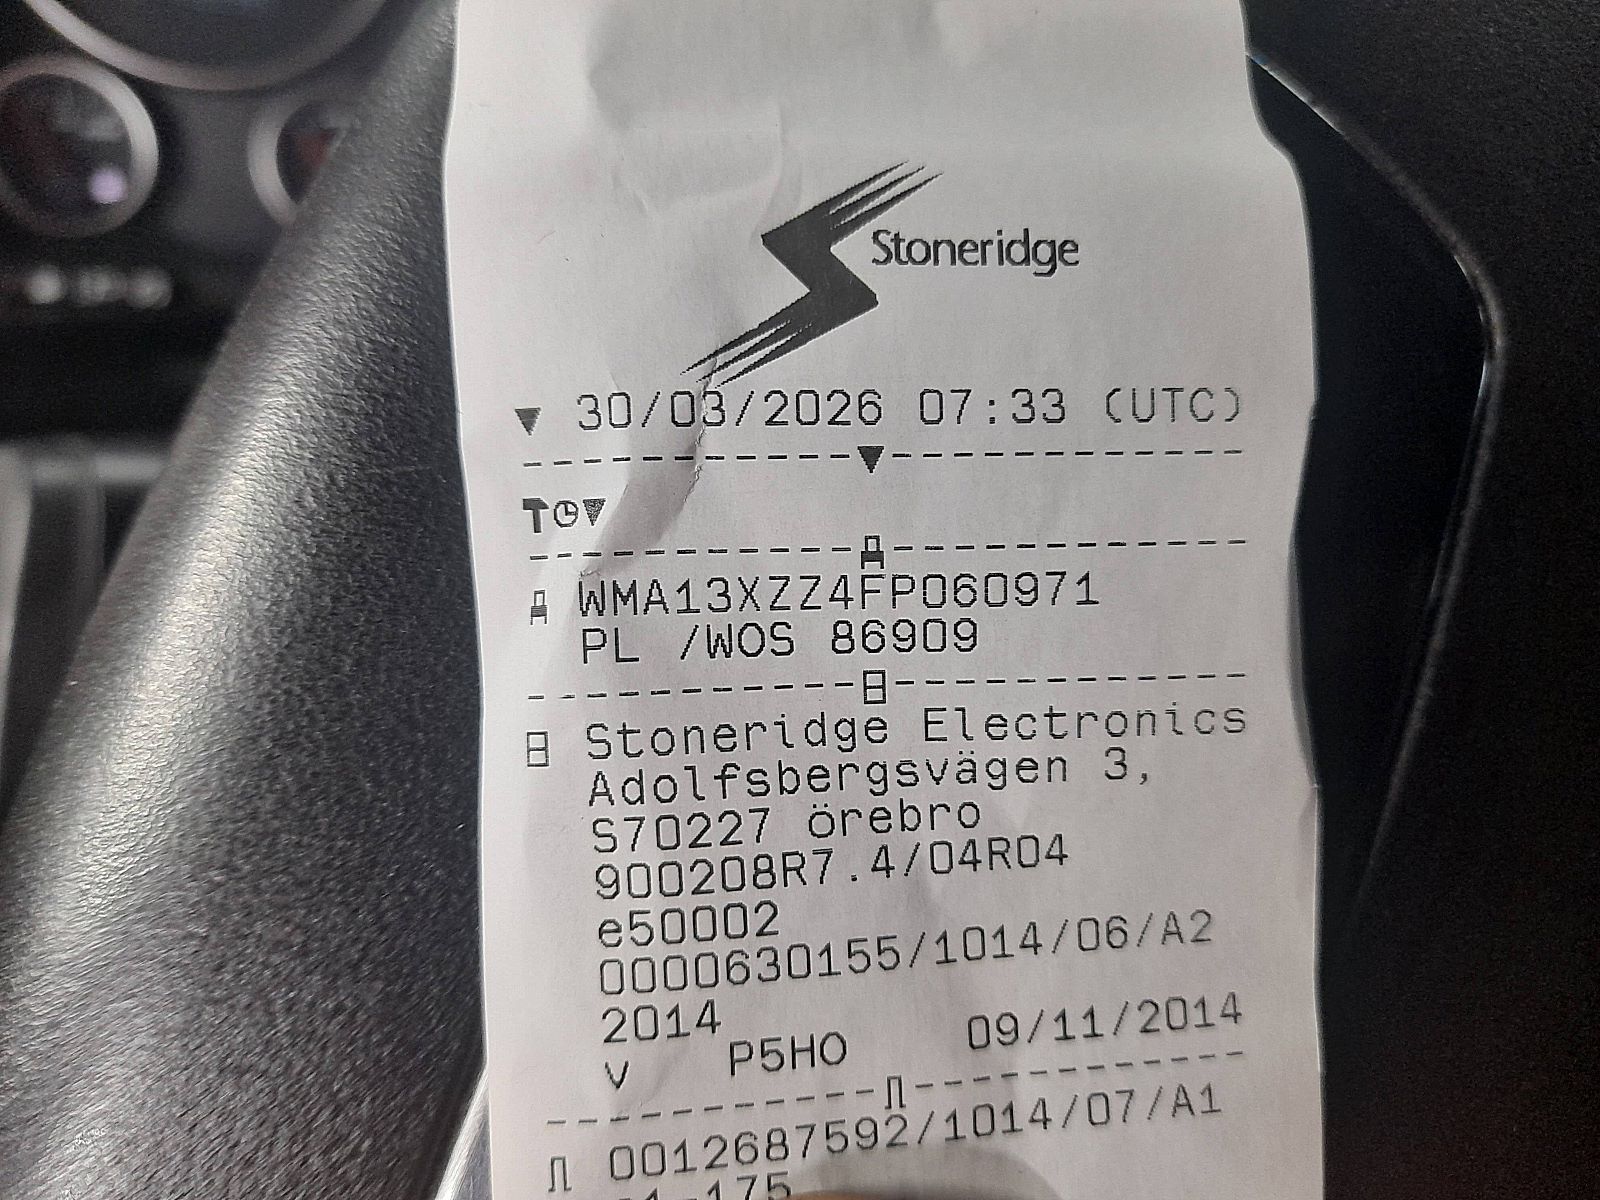 Stoneridge
▼ 30/03/2026 07:33 (UTC)
WMA13XZZ4FP060971
PL /WOS 86909
Stoneridge Electronics
Adolfsbergsvägen 3,
S70227 örebro
900208R7.4/04R04
e50002
0000630155/1014/06/A2
2014
V P5HO 09/11/2014
0012687592/1014/07/A1